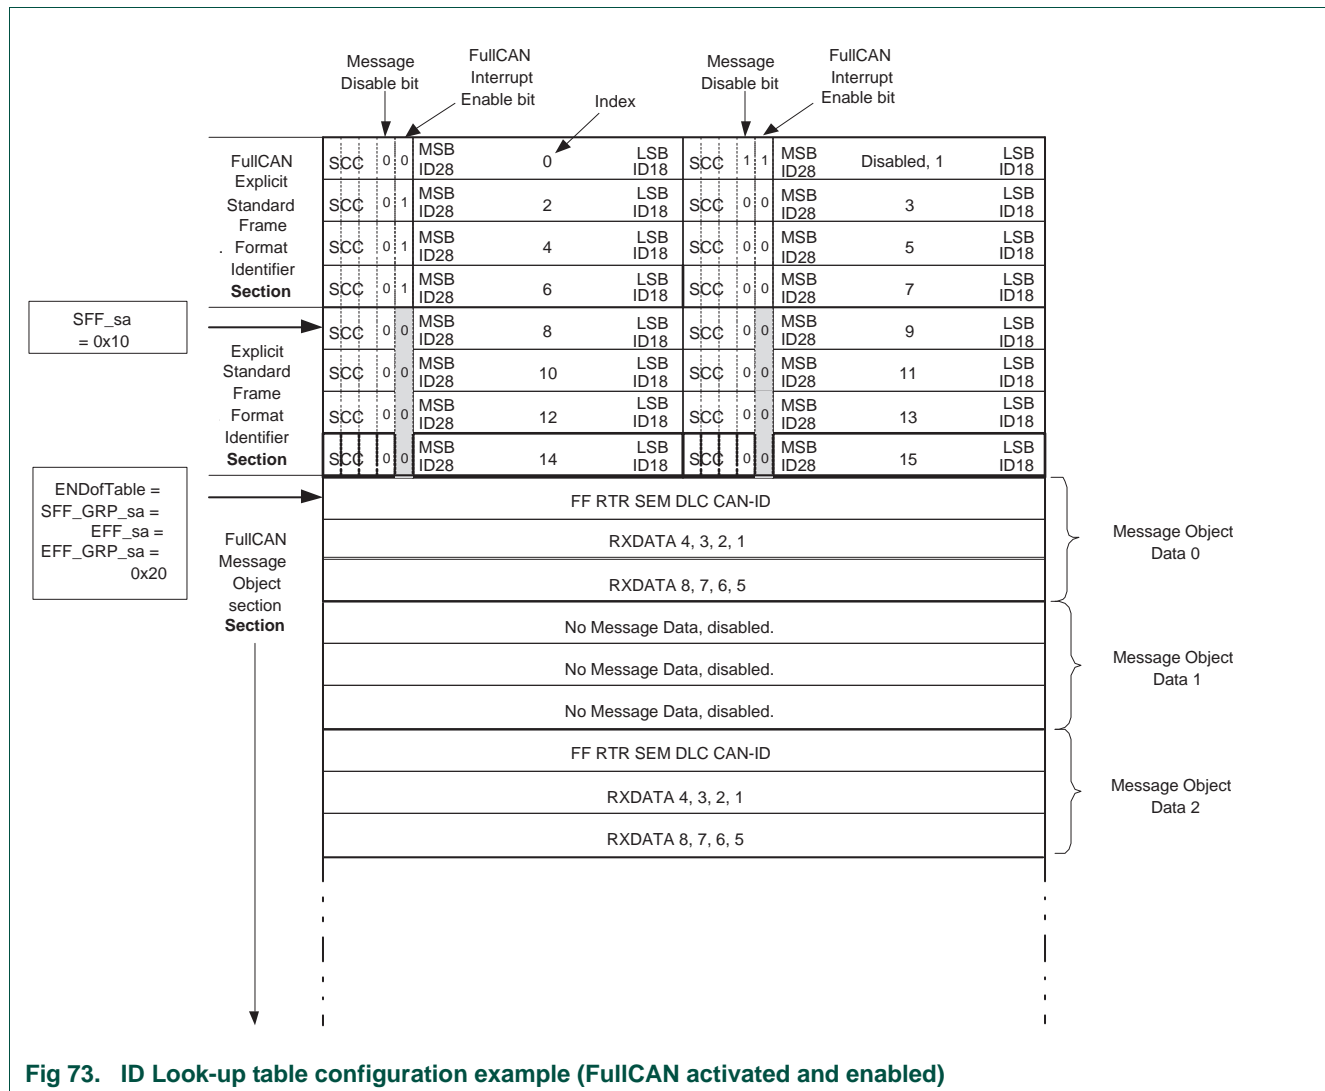 Message
Disable bit
FullCAN
Interrupt
Enable bit
Index
Message
Disable bit
FullCAN
Interrupt
Enable bit
FullCAN
Explicit
Standard
Frame
. Format
Identifier
Section
SCC 0 0 MSB ID28 0 LSB ID18 SCC 1 1 MSB ID28 Disabled, 1 LSB ID18
SCC 0 1 MSB ID28 2 LSB ID18 SCC 0 0 MSB ID28 3 LSB ID18
SCC 0 1 MSB ID28 4 LSB ID18 SCC 0 0 MSB ID28 5 LSB ID18
SCC 0 1 MSB ID28 6 LSB ID18 SCC 0 0 MSB ID28 7 LSB ID18
SFF_sa
= 0x10
Explicit
Standard
Frame
Format
Identifier
Section
SCC 0 0 MSB ID28 8 LSB ID18 SCC 0 0 MSB ID28 9 LSB ID18
SCC 0 0 MSB ID28 10 LSB ID18 SCC 0 0 MSB ID28 11 LSB ID18
SCC 0 0 MSB ID28 12 LSB ID18 SCC 0 0 MSB ID28 13 LSB ID18
SCC 0 0 MSB ID28 14 LSB ID18 SCC 0 0 MSB ID28 15 LSB ID18
ENDofTable =
SFF_GRP_sa =
EFF_sa =
EFF_GRP_sa =
0x20
FullCAN
Message
Object
section
Section
FF RTR SEM DLC CAN-ID
RXDATA 4, 3, 2, 1
RXDATA 8, 7, 6, 5
Message Object
Data 0
No Message Data, disabled.
No Message Data, disabled.
No Message Data, disabled.
Message Object
Data 1
FF RTR SEM DLC CAN-ID
RXDATA 4, 3, 2, 1
RXDATA 8, 7, 6, 5
Message Object
Data 2
Fig 73. ID Look-up table configuration example (FullCAN activated and enabled)